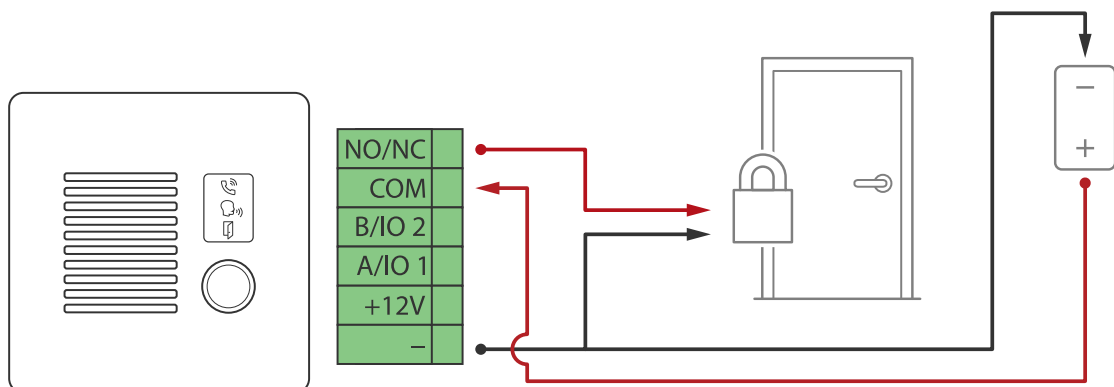 NO/NC
COM
B/IO 2
A/IO 1
+12V
−
−
+